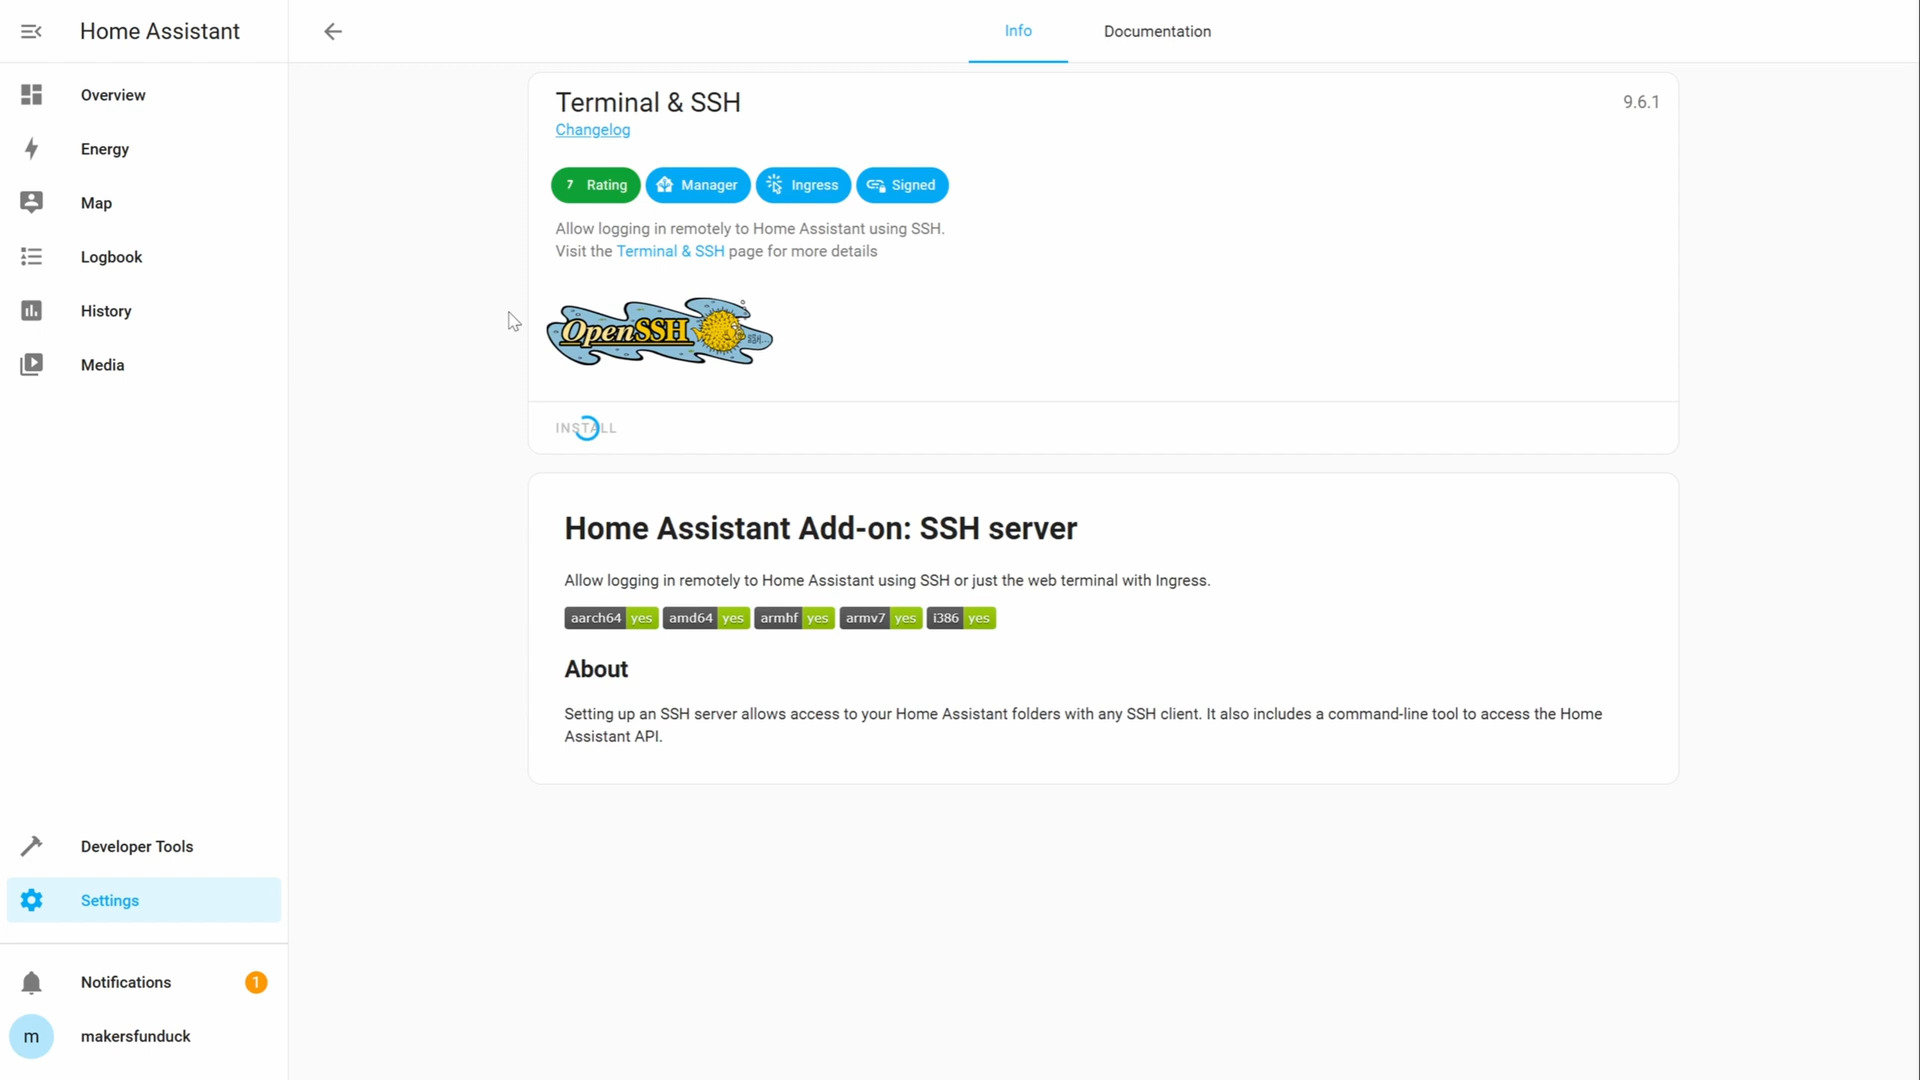 Home Assistant
Info
Documentation
Overview
Energy
Map
Logbook
History
Media
Developer Tools
Settings
Notifications
1
m
makersfunduck
Terminal & SSH
9.6.1
Changelog
7 Rating
Manager
Ingress
Signed
Allow logging in remotely to Home Assistant using SSH.
Visit the Terminal & SSH page for more details
OpenSSH
INSTALL
Home Assistant Add-on: SSH server
Allow logging in remotely to Home Assistant using SSH or just the web terminal with Ingress.
aarch64 yes amd64 yes armhf yes armv7 yes i386 yes
About
Setting up an SSH server allows access to your Home Assistant folders with any SSH client. It also includes a command-line tool to access the Home
Assistant API.